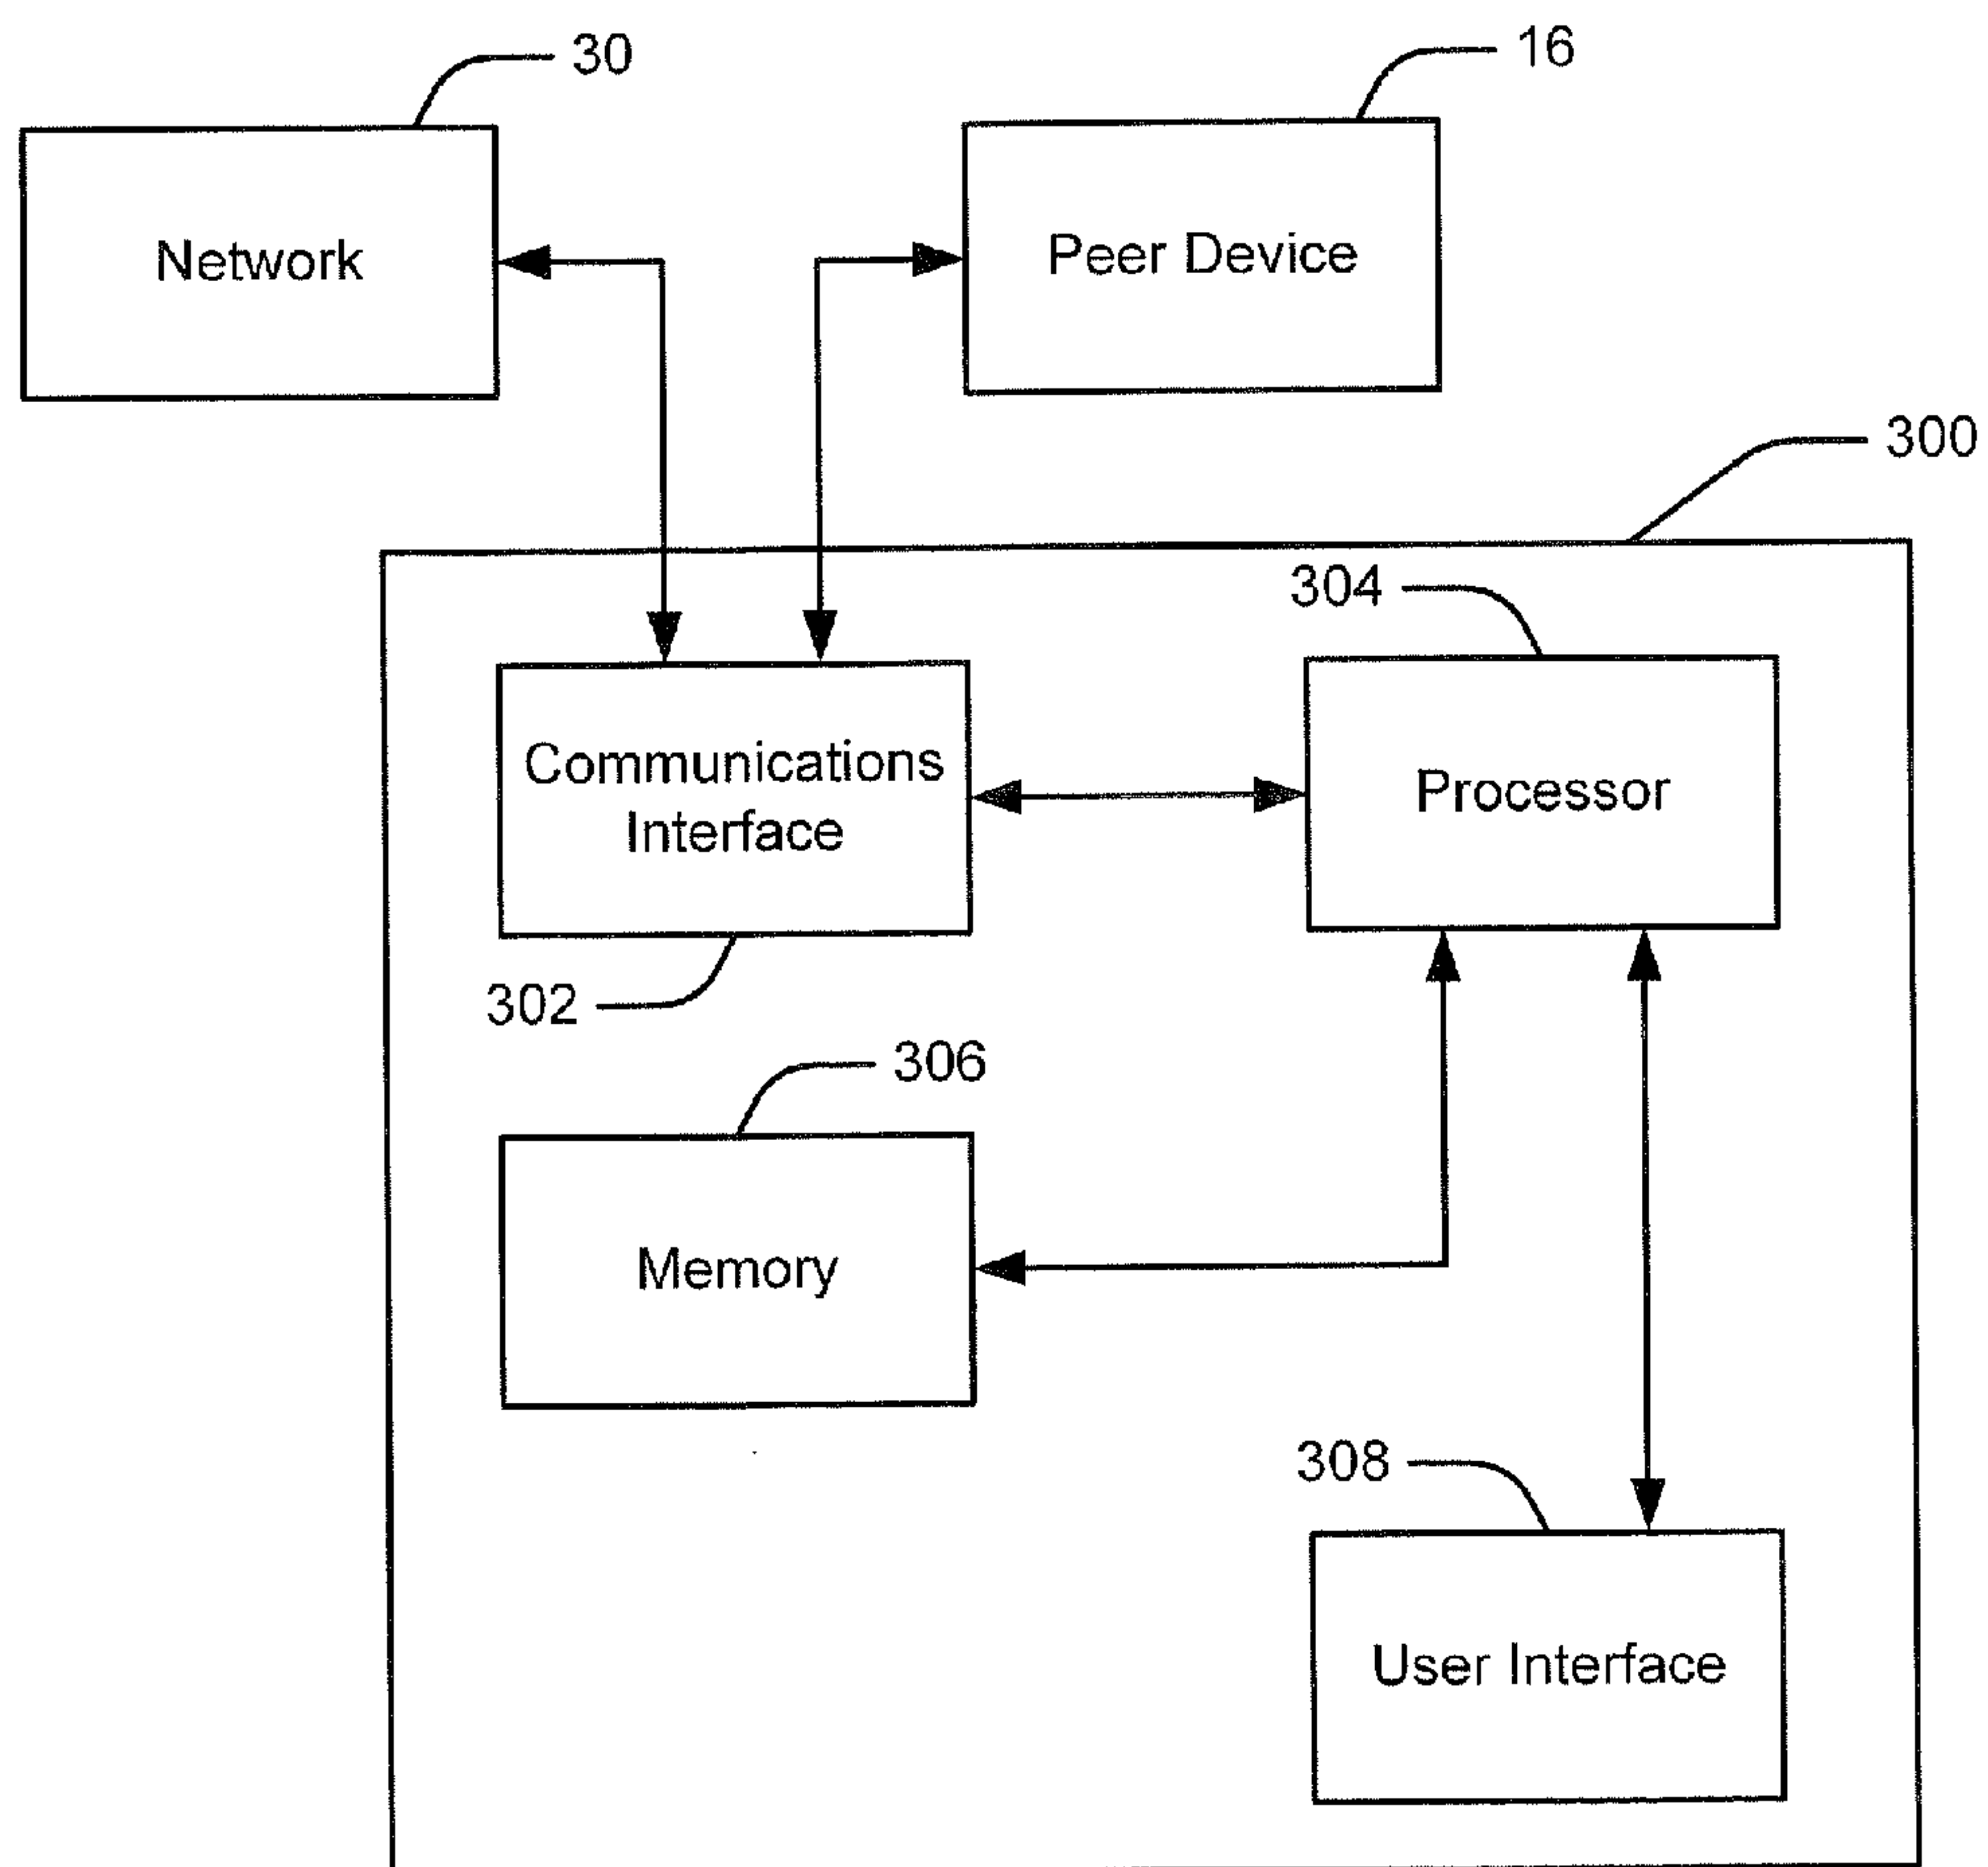 30
16
Network
Peer Device
300
304
Communications
Interface
Processor
302
306
Memory
308
User Interface